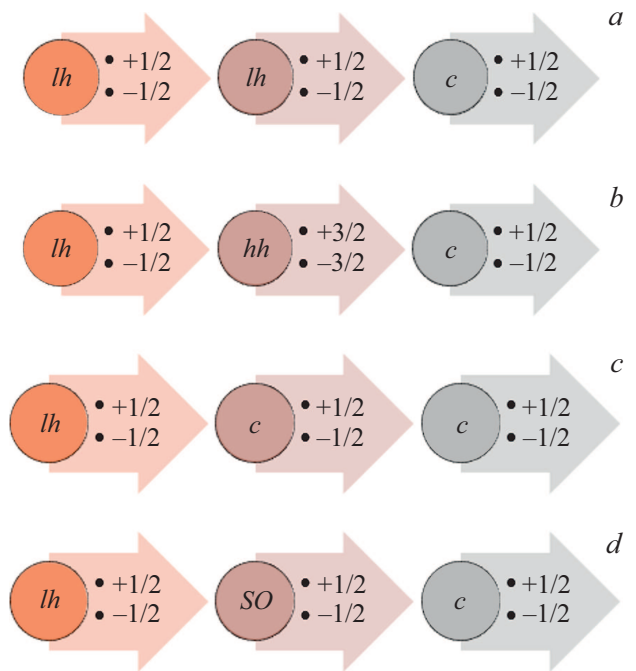 a
lh • +1/2 lh • +1/2 c • +1/2
• –1/2 • –1/2 • –1/2
b
lh • +1/2 hh • +3/2 c • +1/2
• –1/2 • –3/2 • –1/2
c
lh • +1/2 c • +1/2 c • +1/2
• –1/2 • –1/2 • –1/2
d
lh • +1/2 SO • +1/2 c • +1/2
• –1/2 • –1/2 • –1/2